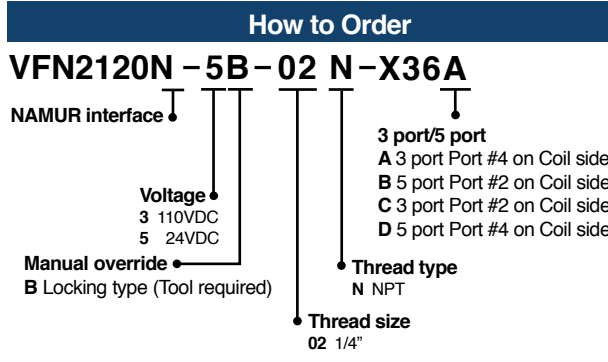 How to Order
VFN2120N – 5B – 02 N – X36A
NAMUR interface
3 port/5 port
A 3 port Port #4 on Coil side
B 5 port Port #2 on Coil side
C 3 port Port #2 on Coil side
D 5 port Port #4 on Coil side
Voltage
3 110VDC
5 24VDC
Manual override
B Locking type (Tool required)
Thread type
N NPT
Thread size
02 1/4”